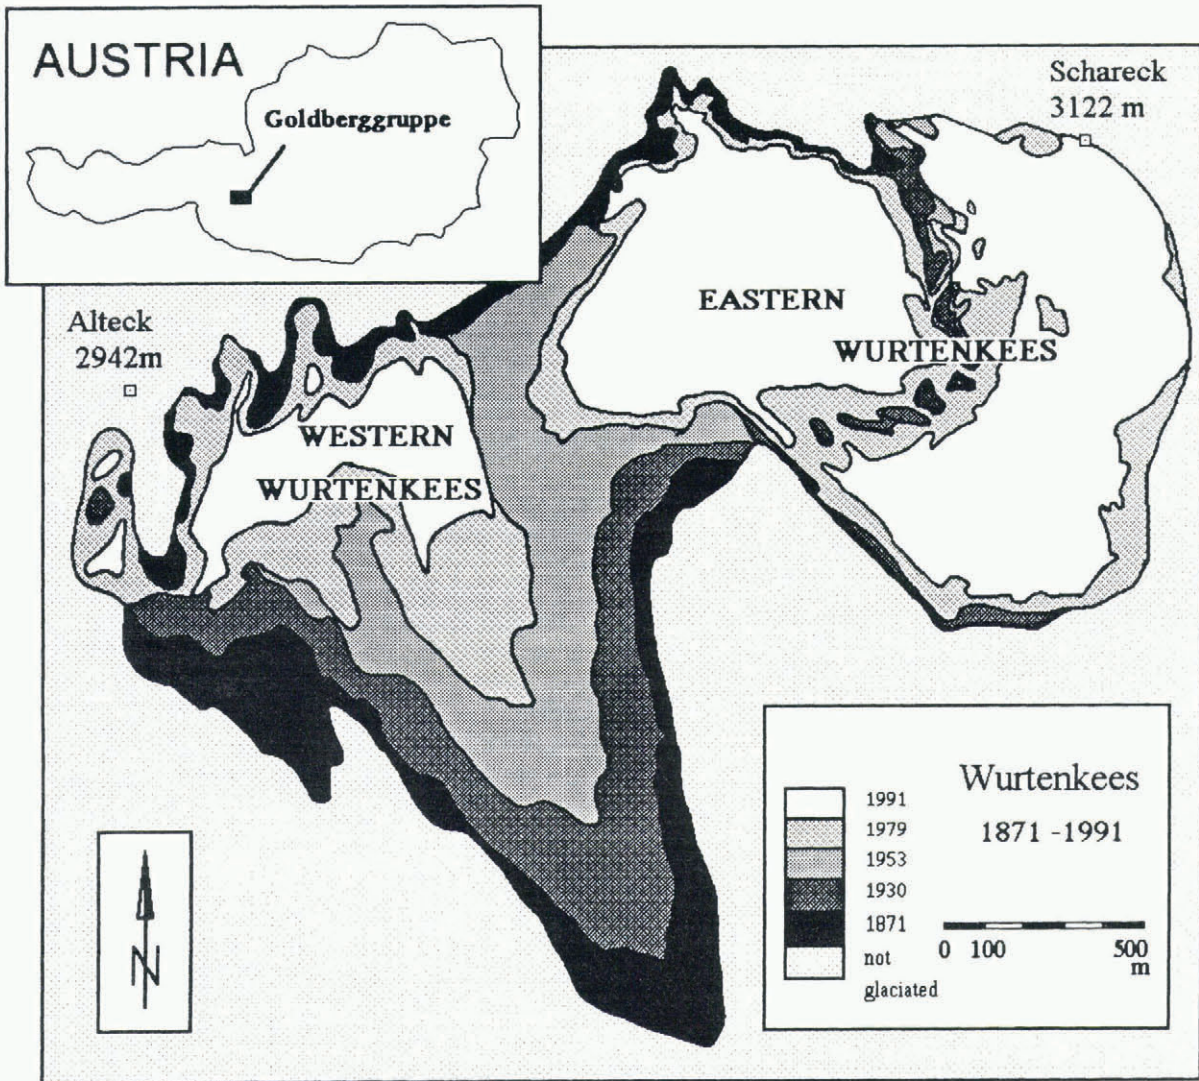 AUSTRIA
Goldberggruppe
Schareck
3122 m
Alteck
2942m
EASTERN
WURTENKEES
WESTERN
WURTENKEES
Wurtenkees
1871 -1991
1991
1979
1953
1930
1871
not
glaciated
0 100 500
m
N